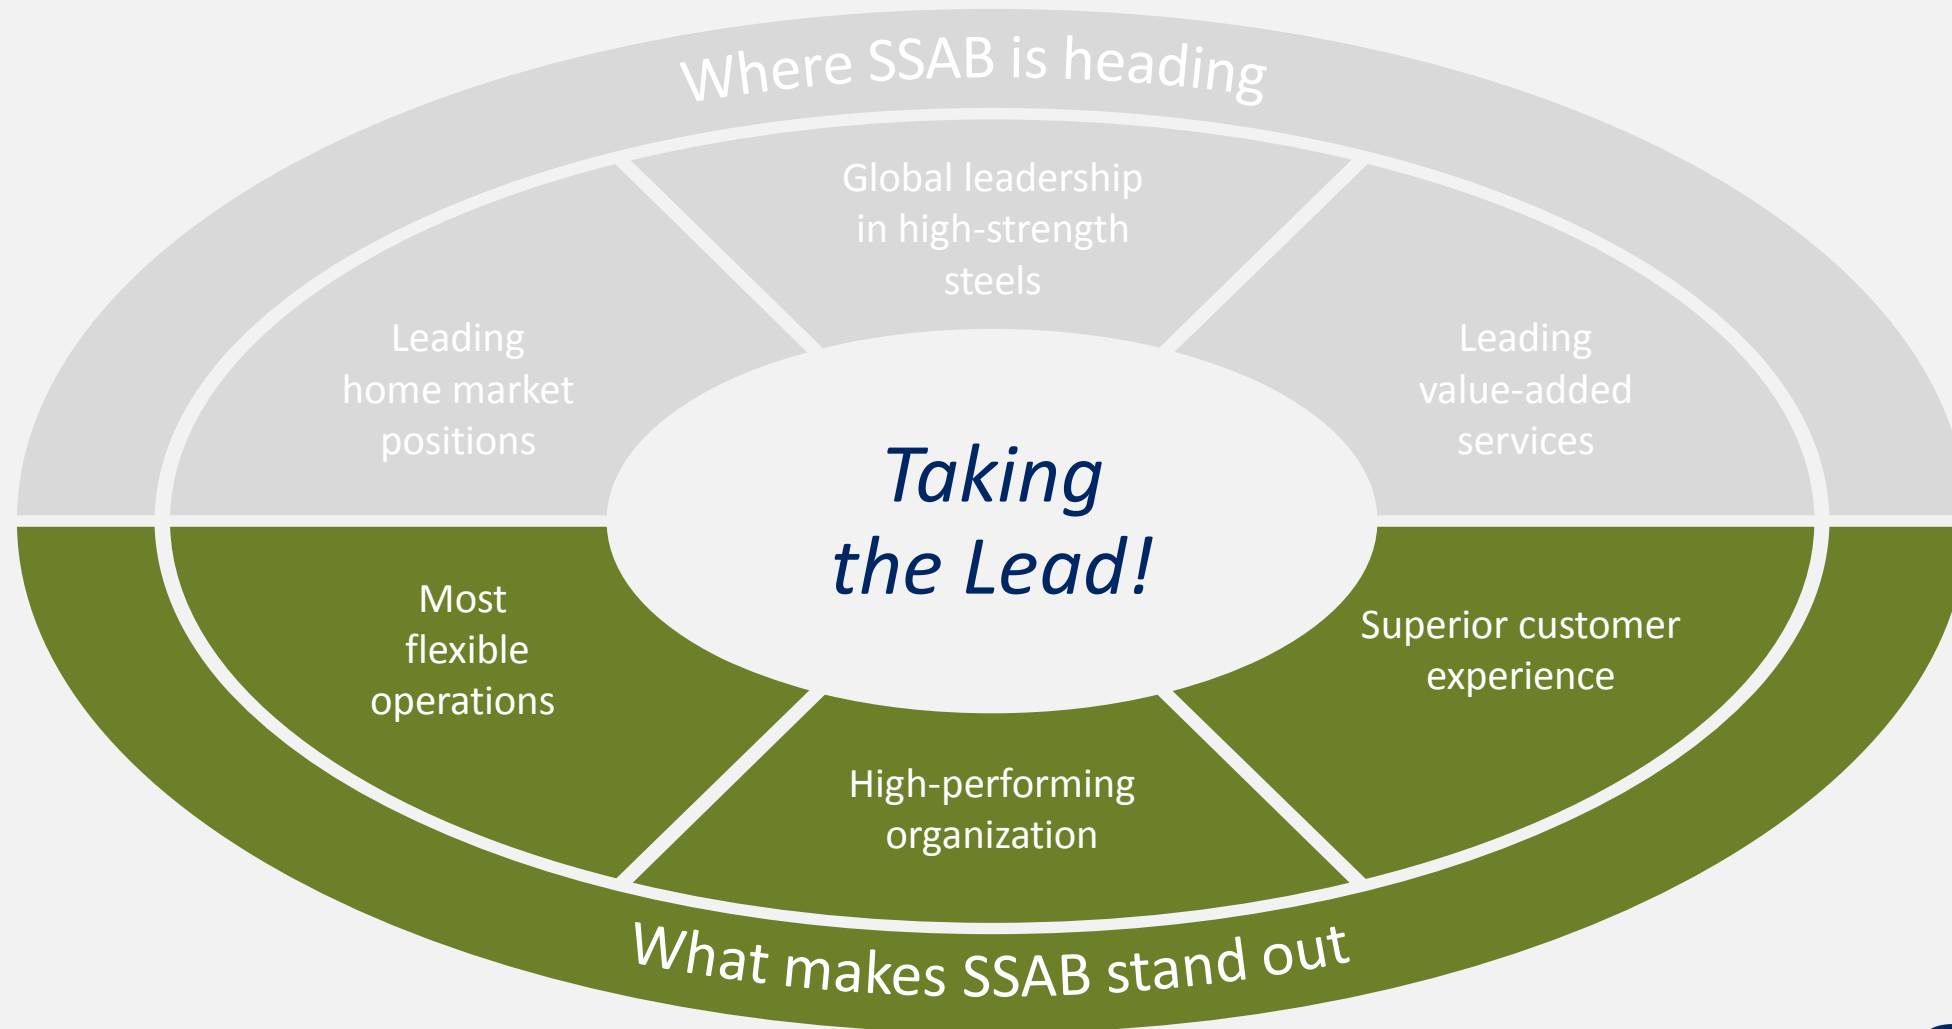 Where SSAB is heading
Global leadership
in high-strength
steels
Leading
home market
positions
Leading
value-added
services
Taking
the Lead!
Most
flexible
operations
Superior customer
experience
High-performing
organization
What makes SSAB stand out